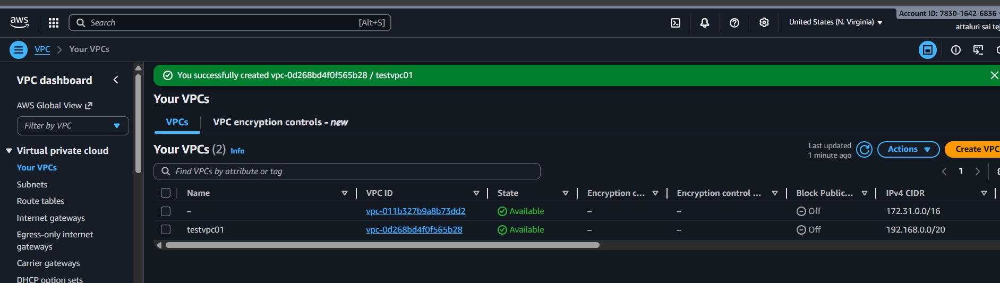 aws
Search [Alt+S]
United States (N. Virginia)
Account ID: 7830-1642-6836
attaluri sai tej
VPC > Your VPCs
VPC dashboard
AWS Global View
Filter by VPC
Virtual private cloud
Your VPCs
Subnets
Route tables
Internet gateways
Egress-only internet
gateways
Carrier gateways
DHCP option sets
You successfully created vpc-0d268bd4f0f565b28 / testvpc01
Your VPCs
VPCs VPC encryption controls - new
Your VPCs (2) Info
Last updated
1 minute ago
Actions
Create VPC
Find VPCs by attribute or tag
1
Name VPC ID State Encryption c... Encryption control ... Block Public... IPv4 CIDR
– vpc-011b327b9a8b73dd2 Available – – Off 172.31.0.0/16
testvpc01 vpc-0d268bd4f0f565b28 Available – – Off 192.168.0.0/20